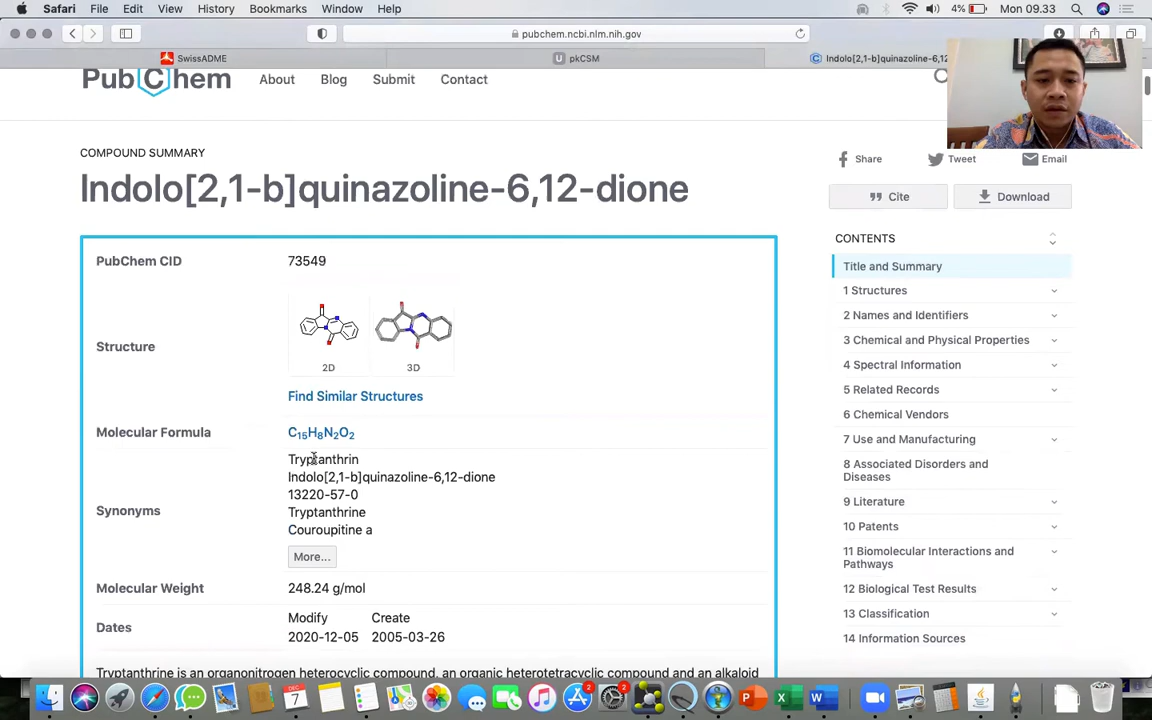 Safari File Edit View History Bookmarks Window Help 4% Mon 09.33
pubchem.ncbi.nlm.nih.gov
SwissADME pkCSM Indolo[2,1-b]quinazoline-6,12
PubChem About Blog Submit Contact
COMPOUND SUMMARY
Indolo[2,1-b]quinazoline-6,12-dione
Share Tweet Email
Cite Download
PubChem CID 73549
Structure
2D 3D
Find Similar Structures
Molecular Formula C15H8N2O2
Synonyms
Tryptanthrin
Indolo[2,1-b]quinazoline-6,12-dione
13220-57-0
Tryptanthrine
Couroupitine a
More...
Molecular Weight 248.24 g/mol
Dates
Modify Create
2020-12-05 2005-03-26
Tryptanthrine is an organonitrogen heterocyclic compound, an organic heterotetracyclic compound and an alkaloid
CONTENTS
Title and Summary
1 Structures
2 Names and Identifiers
3 Chemical and Physical Properties
4 Spectral Information
5 Related Records
6 Chemical Vendors
7 Use and Manufacturing
8 Associated Disorders and
Diseases
9 Literature
10 Patents
11 Biomolecular Interactions and
Pathways
12 Biological Test Results
13 Classification
14 Information Sources
DEC
7
2
2